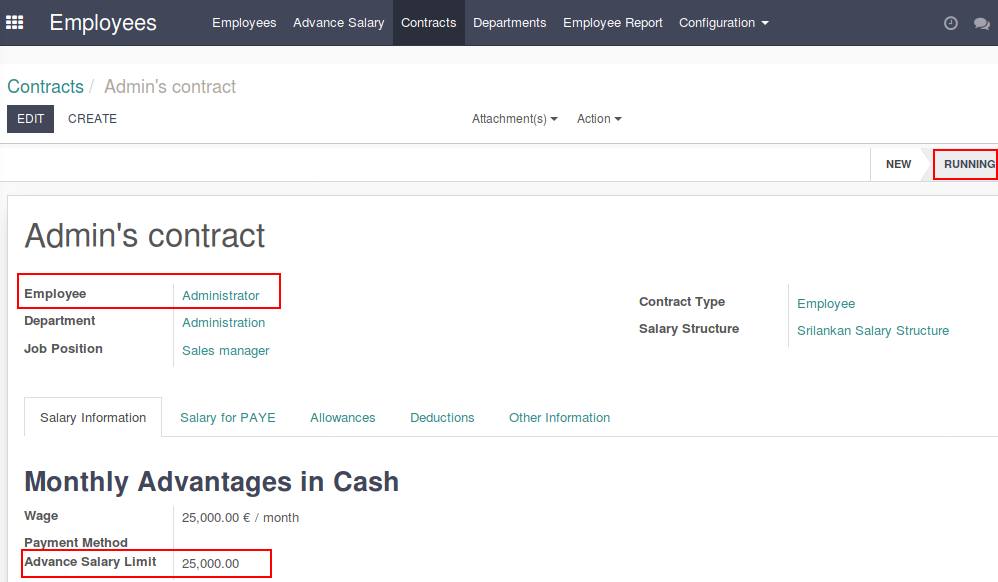 Employees Employees Advance Salary Contracts Departments Employee Report Configuration
Contracts / Admin's contract
EDIT CREATE Attachment(s) Action
NEW RUNNING
Admin's contract
Employee Administrator
Contract Type Employee
Department Administration
Salary Structure Srilankan Salary Structure
Job Position Sales manager
Salary Information Salary for PAYE Allowances Deductions Other Information
Monthly Advantages in Cash
Wage 25,000.00 € / month
Payment Method
Advance Salary Limit 25,000.00